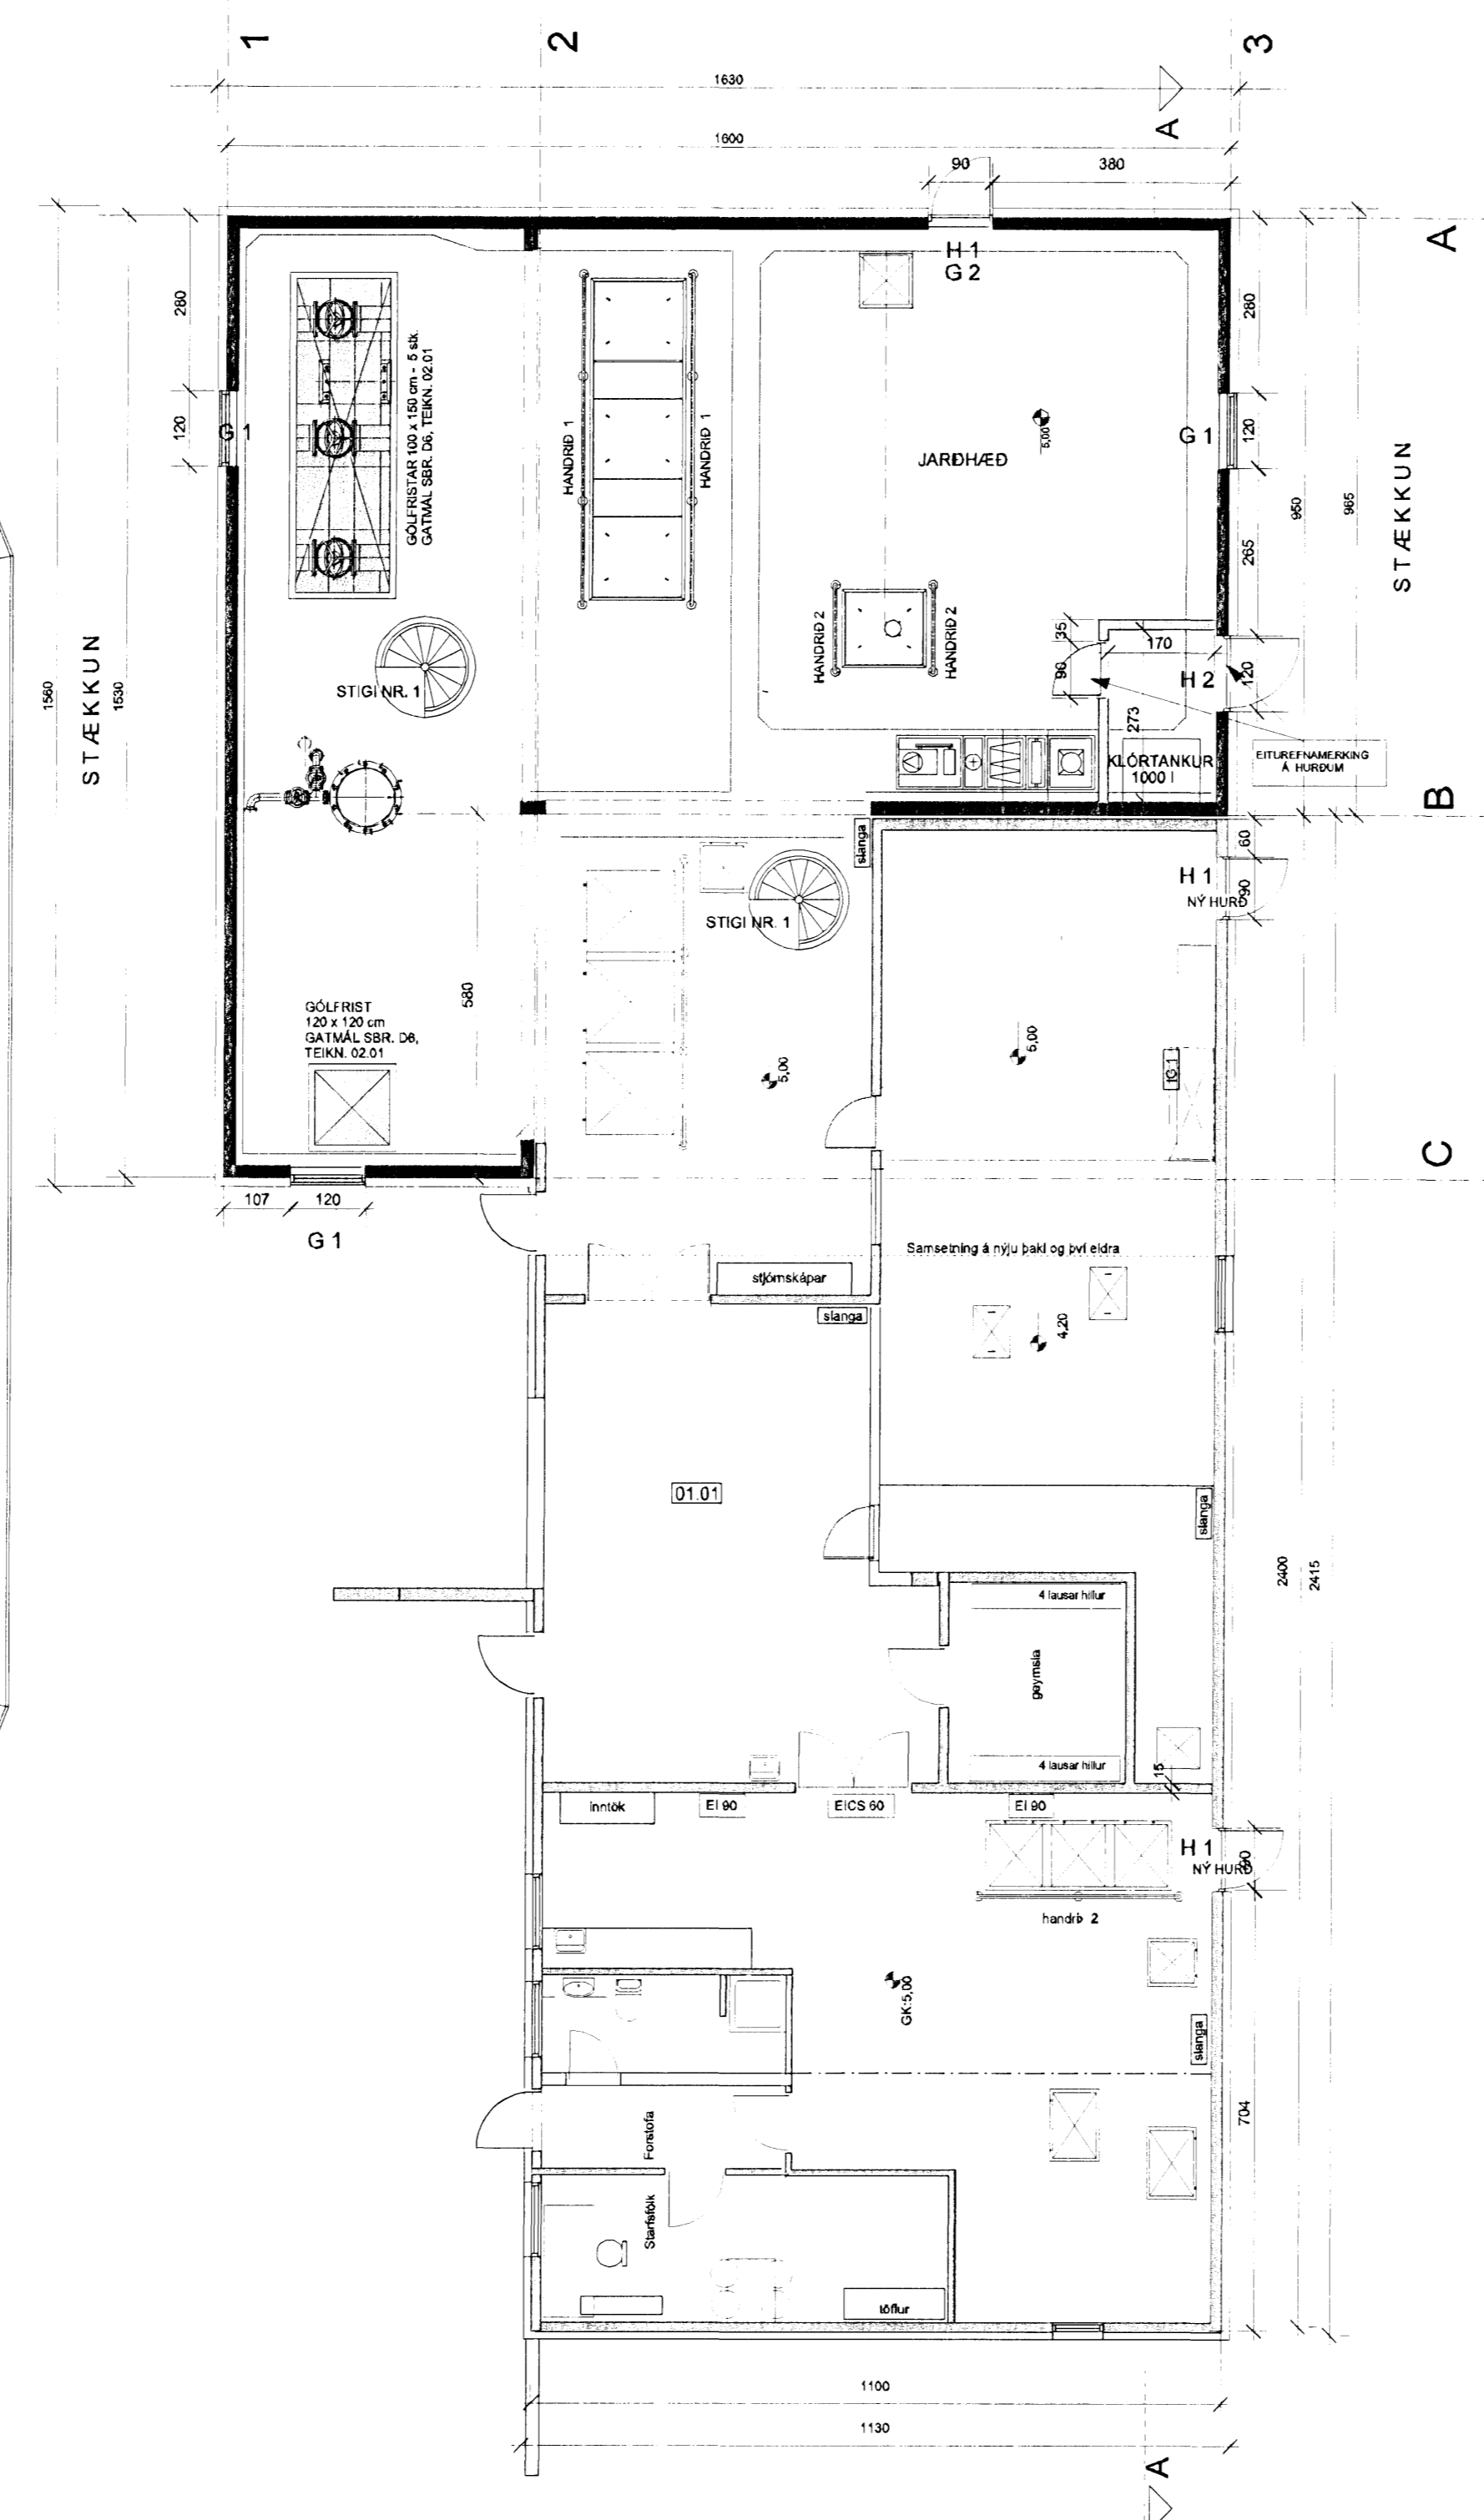 1
2
3
1630
A
1600
90
380
A
H 1
G 2
280
280
120
G 1
GÓLFRISTAR 100 x 150 cm - 5 stk.
GATMÁL SBR. D6, TEIKN. 02.01
HANDRIÐ 1
HANDRIÐ 1
5,00
JARÐHÆÐ
G 1
120
950
965
STÆKKUN
265
STÆKKUN
1560
1530
STIGI NR. 1
HANDRIÐ 2
HANDRIÐ 2
35
90
170
H 2
120
273
KLÓRTANKUR
1000 l
EITUREFNAMERKING
Á HURÐUM
B
slanga
60
H 1
90
NÝ HURÐ
STIGI NR. 1
580
GÓLFRIST
120 x 120 cm
GATMÁL SBR. D6,
TEIKN. 02.01
5,00
5,00
IG 1
C
107
120
G 1
Samsetning á nýju þaki og því eldra
stjórnskápar
slanga
4,20
01.01
slanga
2400
2415
4 lausar hillur
geymsla
4 lausar hillur
15
inntök
EI 90
EICS 60
EI 90
H 1
90
NÝ HURÐ
handrið 2
GK:5,00
slanga
704
Forstofa
Starfsfólk
töflur
1100
1130
A